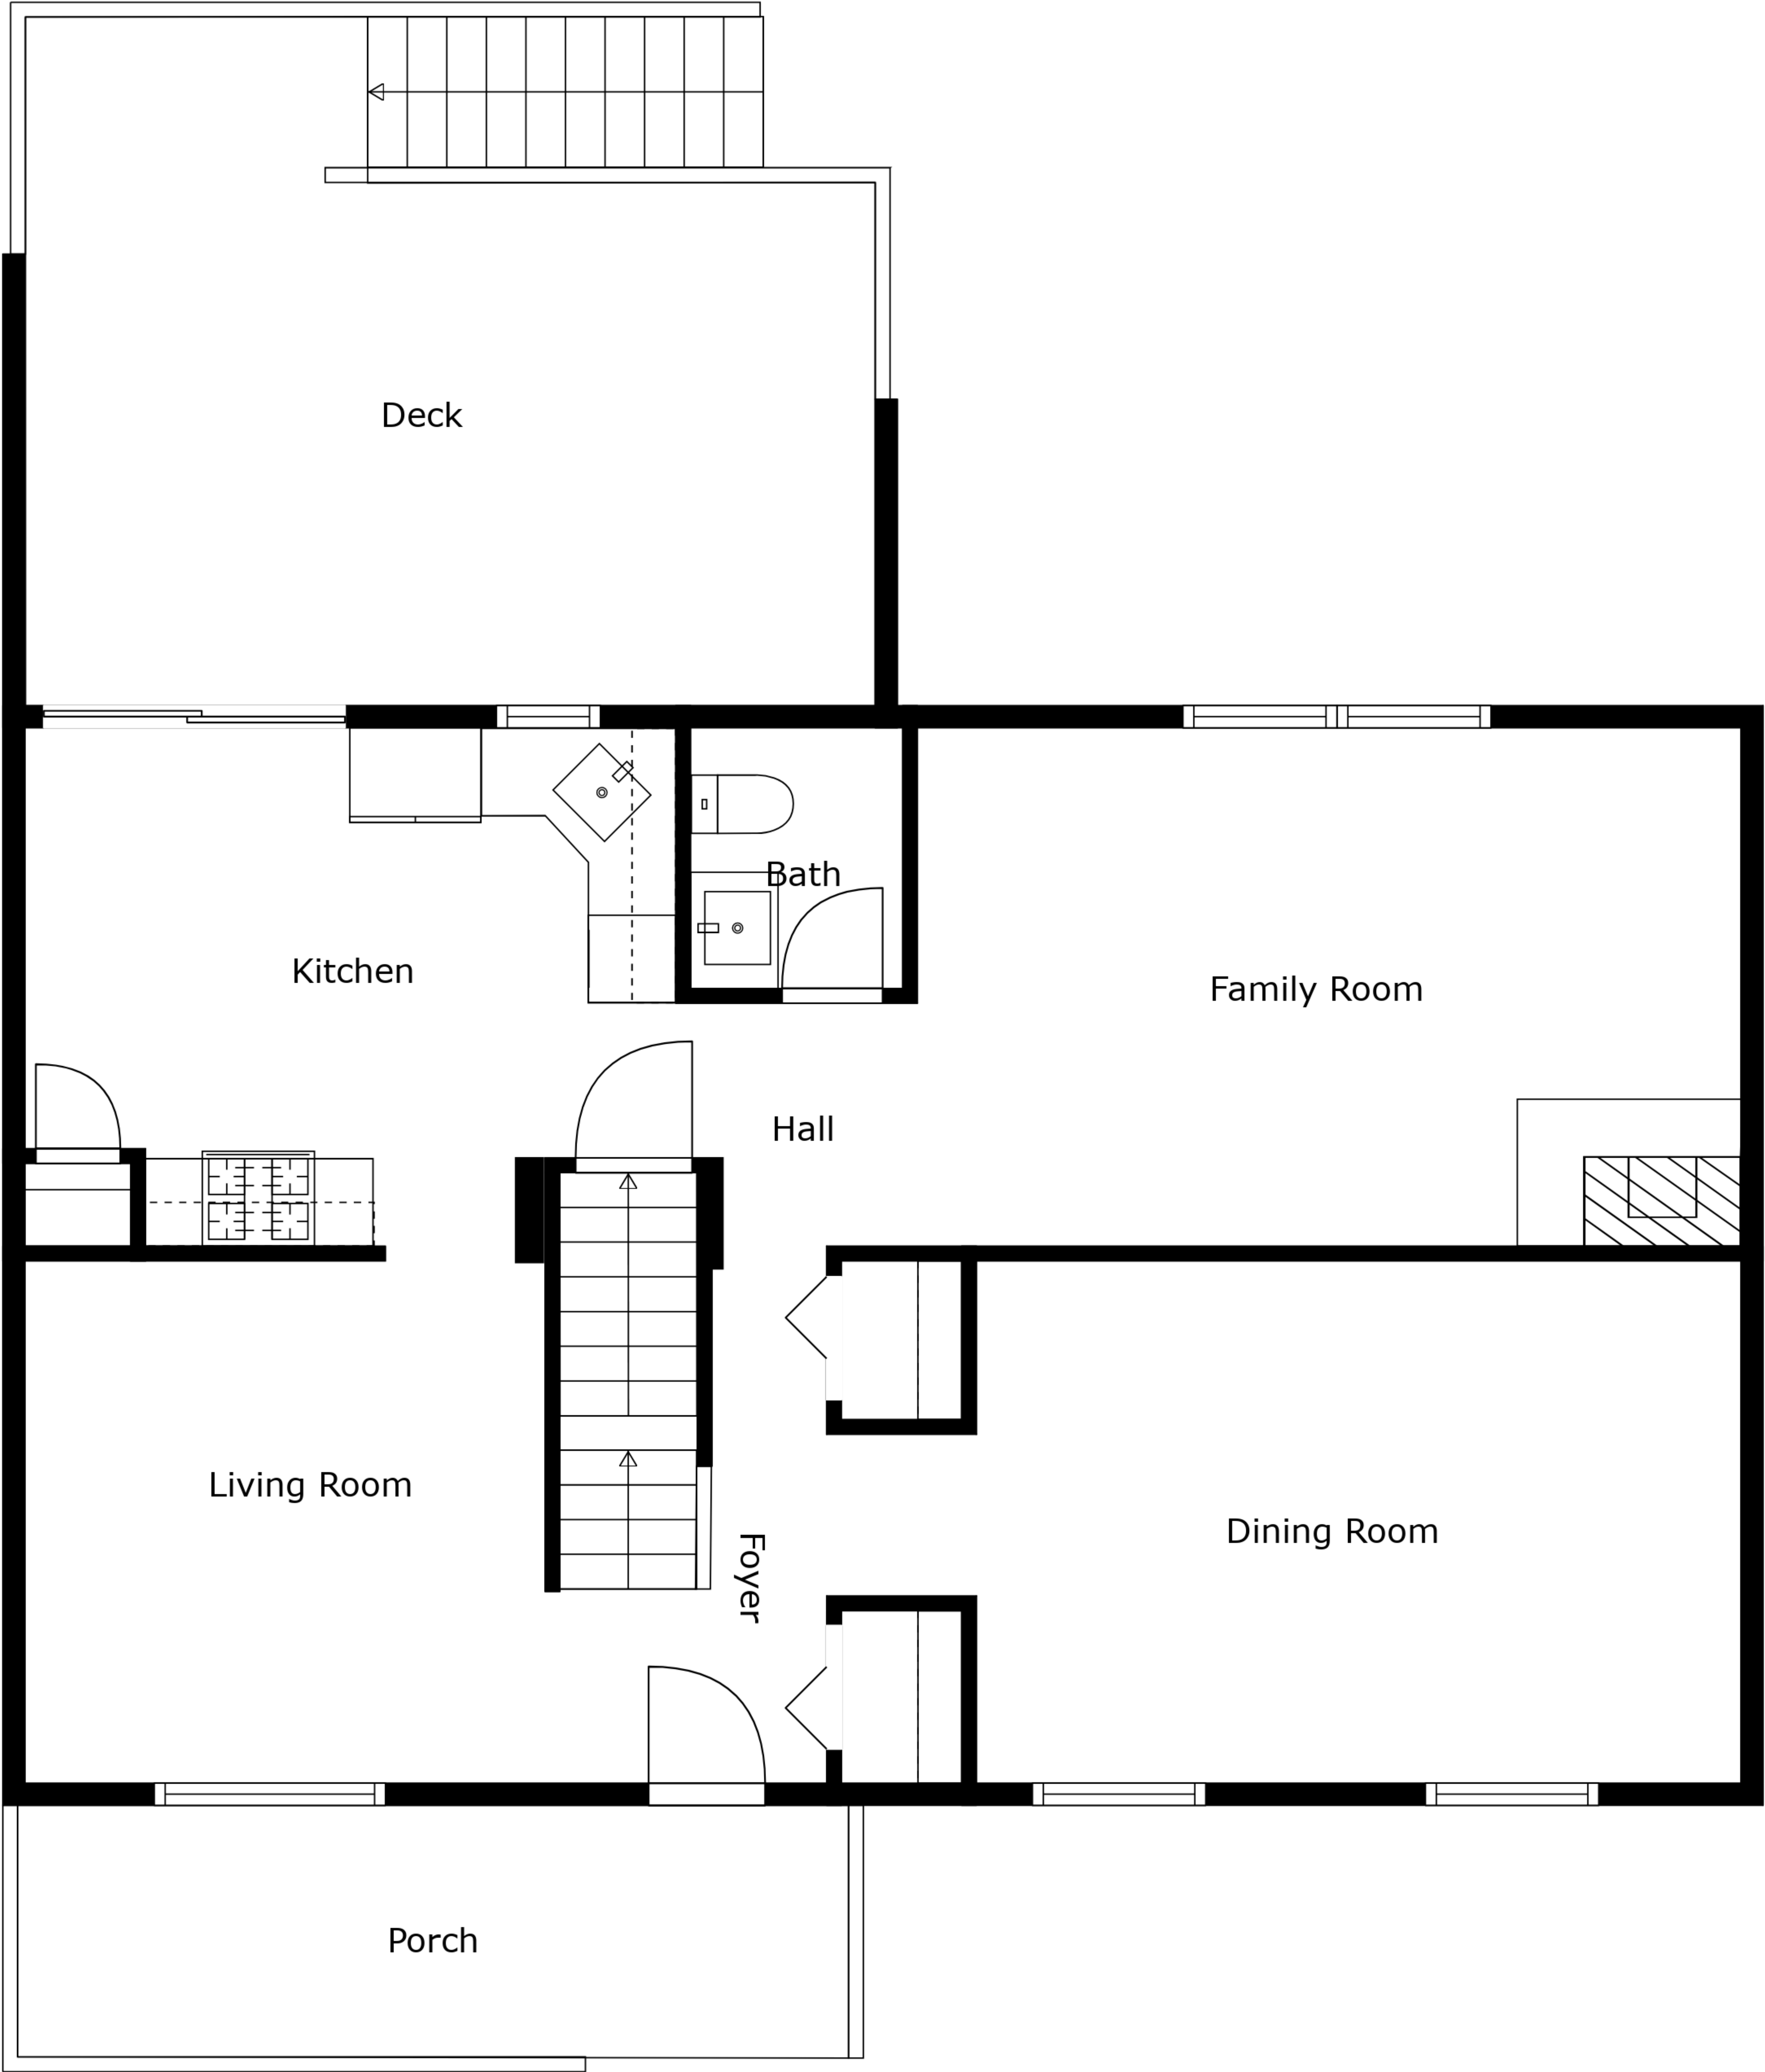 Deck
Bath
Kitchen
Family Room
Hall
Living Room
Dining Room
Foyer
Porch